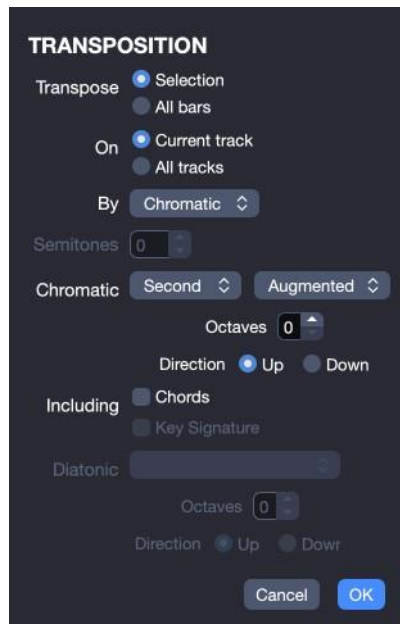 TRANSPOSITION
Transpose Selection
All bars
On Current track
All tracks
By Chromatic
Semitones 0
Chromatic Second Augmented
Octaves 0
Direction Up Down
Including Chords
Key Signature
Diatonic
Octaves 0
Direction Up Dowr
Cancel OK